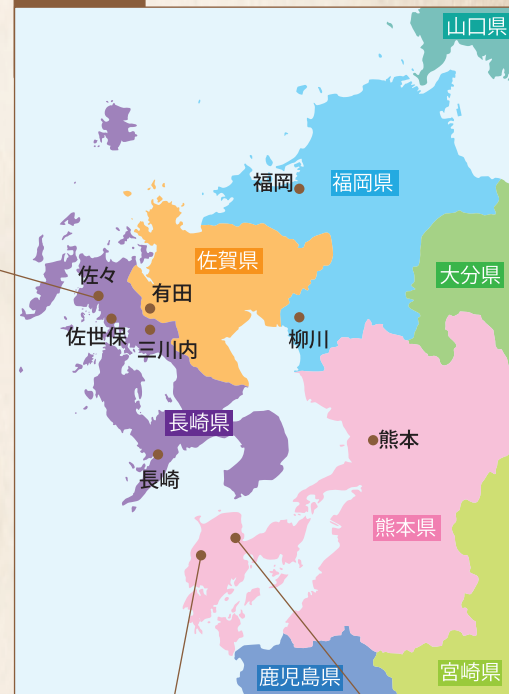 山口県
福岡
福岡県
佐賀県
大分県
佐々
有田
佐世保
三川内
柳川
長崎県
熊本
長崎
熊本県
鹿児島県
宮崎県